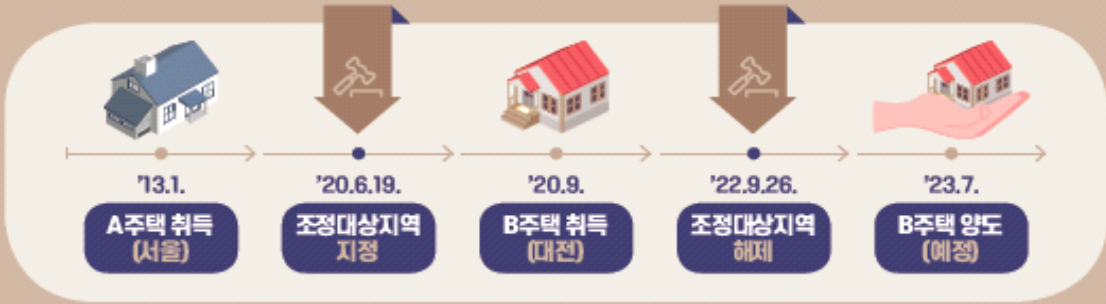 '13.1.
A주택 취득
(서울)
'20.6.19.
조정대상지역
지정
'20.9.
B주택 취득
(대전)
'22.9.26.
조정대상지역
해제
'23.7.
B주택 양도
(예정)